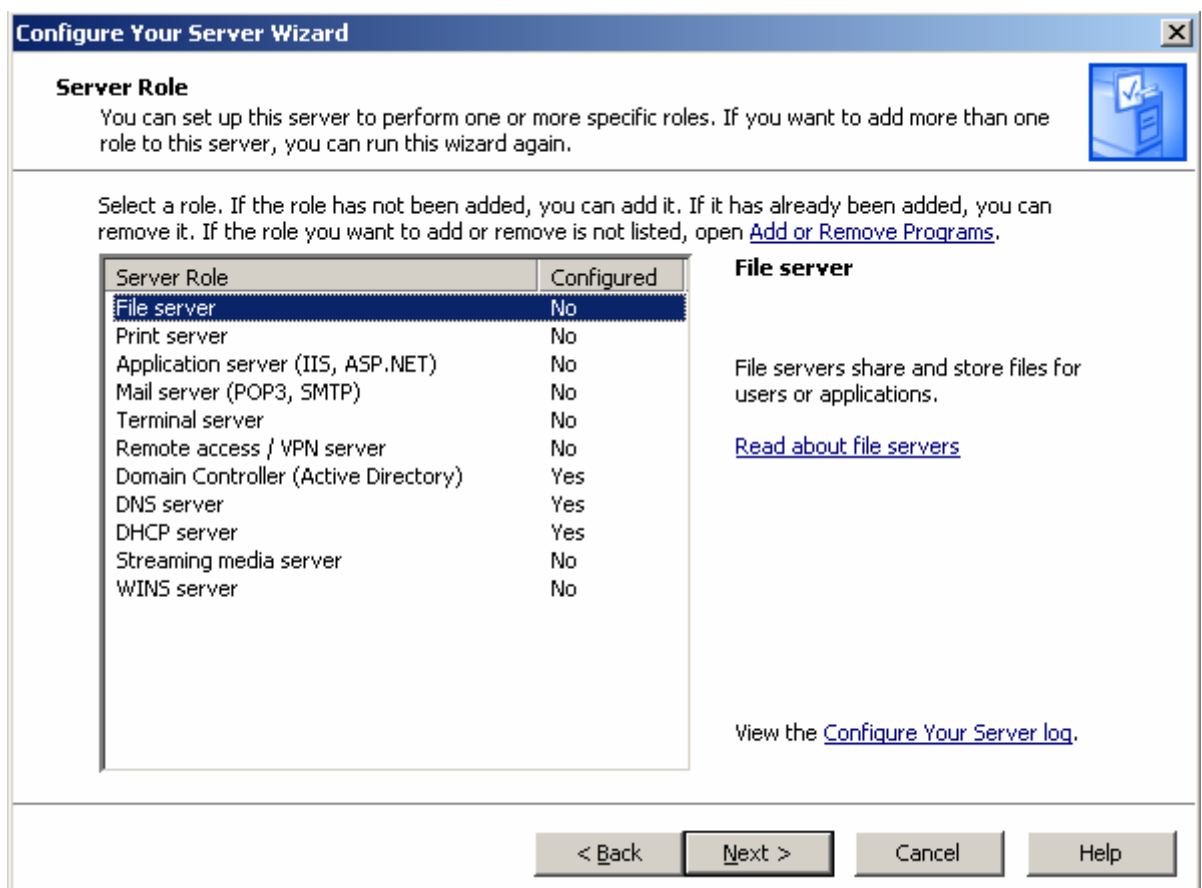 Configure Your Server Wizard
Server Role
You can set up this server to perform one or more specific roles. If you want to add more than one
role to this server, you can run this wizard again.
Select a role. If the role has not been added, you can add it. If it has already been added, you can
remove it. If the role you want to add or remove is not listed, open Add or Remove Programs.
Server Role Configured
File server No
Print server No
Application server (IIS, ASP.NET) No
Mail server (POP3, SMTP) No
Terminal server No
Remote access / VPN server No
Domain Controller (Active Directory) Yes
DNS server Yes
DHCP server Yes
Streaming media server No
WINS server No
File server
File servers share and store files for
users or applications.
Read about file servers
View the Configure Your Server log.
< Back Next > Cancel Help